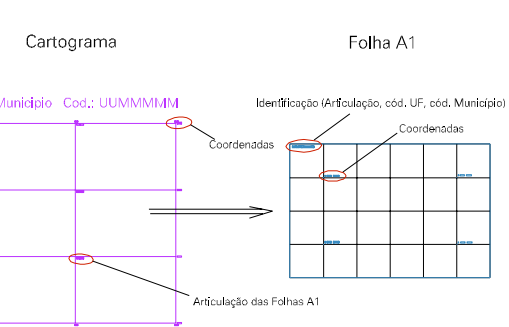 Cartograma
Folha A1
Municipio Cod.: UUMMMMM
Identificação (Articulação, cód. UF, cód. Município)
Coordenadas
Coordenadas
Articulação das Folhas A1